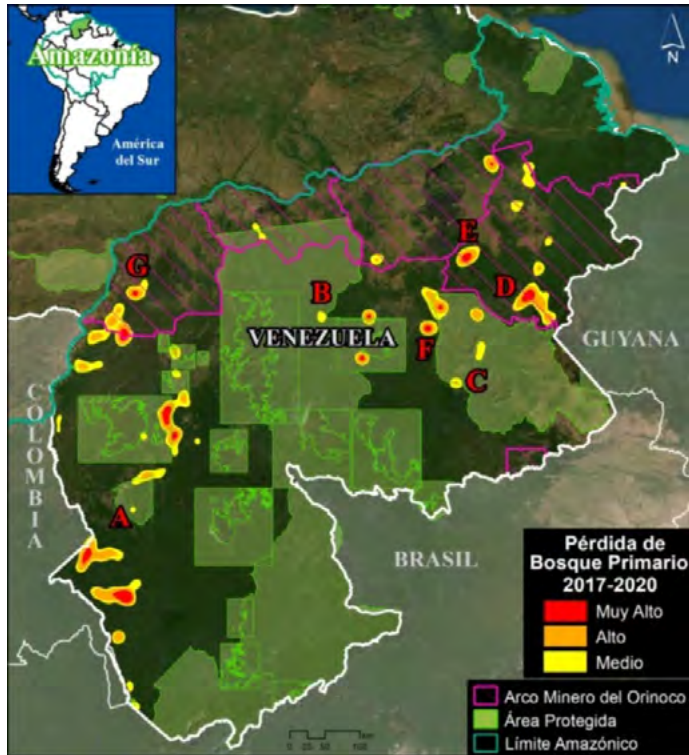 Amazonía
América
del Sur
N
G
E
B
D
VENEZUELA
GUYANA
F
C
COLOMBIA
A
BRASIL
Pérdida de
Bosque Primario
2017-2020
Muy Alto
Alto
Medio
Arco Minero del Orinoco
Área Protegida
Límite Amazónico